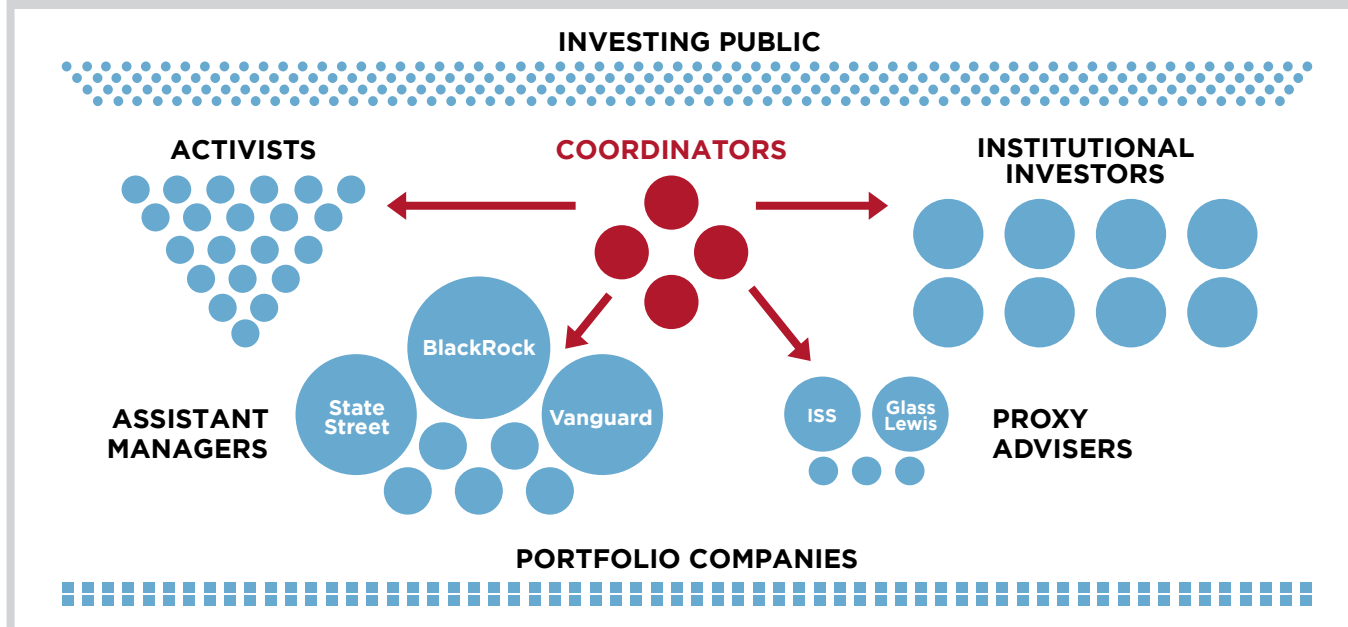 INVESTING PUBLIC
ACTIVISTS
COORDINATORS
INSTITUTIONAL
INVESTORS
BlackRock
State
Street
Vanguard
ASSISTANT
MANAGERS
ISS
Glass
Lewis
PROXY
ADVISERS
PORTFOLIO COMPANIES